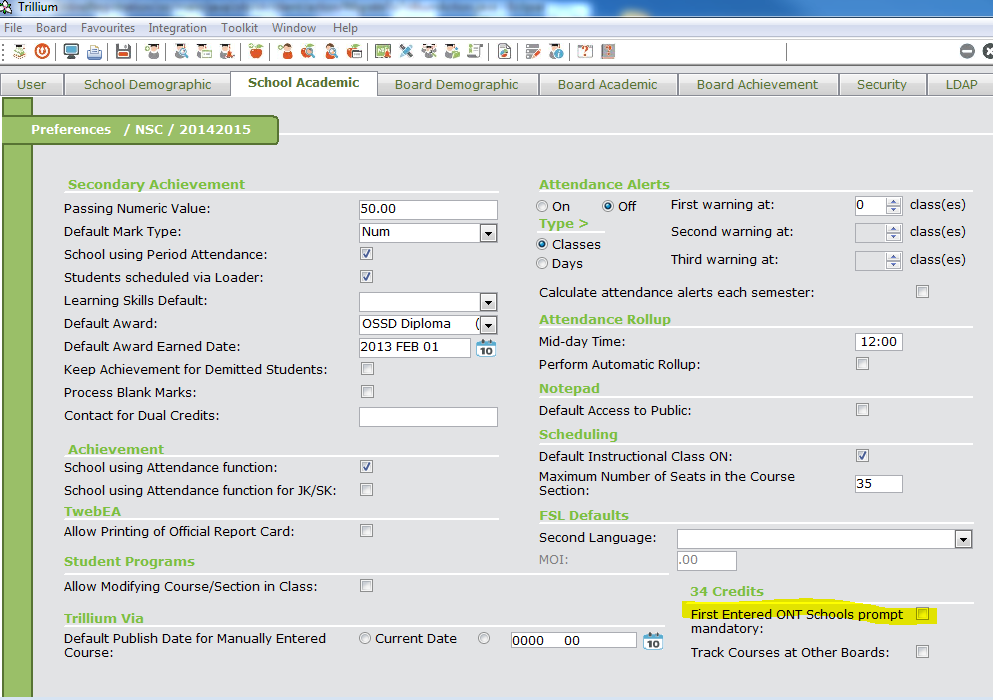 Trillium
File Board Favourites Integration Toolkit Window Help
User School Demographic School Academic Board Demographic Board Academic Board Achievement Security LDAP
Preferences / NSC / 20142015
Secondary Achievement
Passing Numeric Value: 50.00
Default Mark Type: Num
School using Period Attendance:
Students scheduled via Loader:
Learning Skills Default:
Default Award: OSSD Diploma (
Default Award Earned Date: 2013 FEB 01 10
Keep Achievement for Demitted Students:
Process Blank Marks:
Contact for Dual Credits:
Achievement
School using Attendance function:
School using Attendance function for JK/SK:
TwebEA
Allow Printing of Official Report Card:
Student Programs
Allow Modifying Course/Section in Class:
Trillium Via
Default Publish Date for Manually Entered
Course:
Current Date 0000 00 10
Attendance Alerts
On Off First warning at: 0 class(es)
Type >
Classes Second warning at: class(es)
Days Third warning at: class(es)
Calculate attendance alerts each semester:
Attendance Rollup
Mid-day Time: 12:00
Perform Automatic Rollup:
Notepad
Default Access to Public:
Scheduling
Default Instructional Class ON:
Maximum Number of Seats in the Course
Section: 35
FSL Defaults
Second Language:
MOI: .00
34 Credits
First Entered ONT Schools prompt
mandatory:
Track Courses at Other Boards: